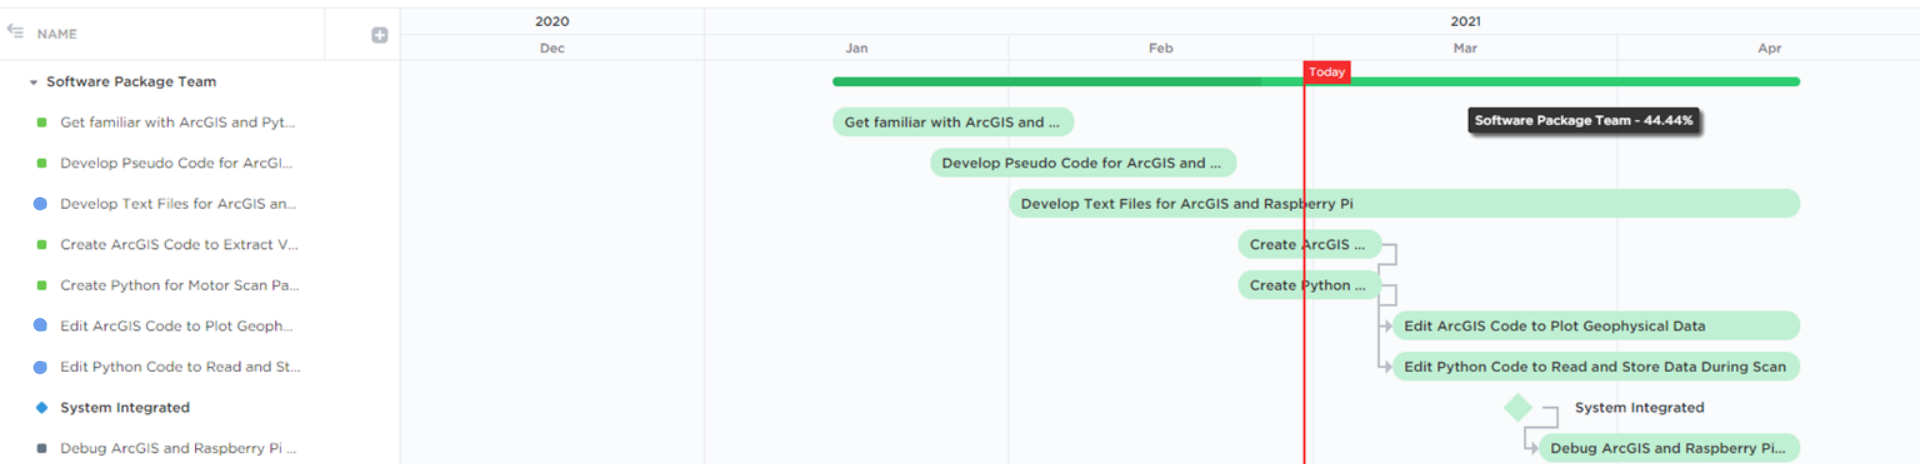 2020
2021
NAME
Dec
Jan
Feb
Mar
Apr
Today
Software Package Team
Get familiar with ArcGIS and Pyt...
Get familiar with ArcGIS and ...
Software Package Team - 44.44%
Develop Pseudo Code for ArcGI...
Develop Pseudo Code for ArcGIS and ...
Develop Text Files for ArcGIS an...
Develop Text Files for ArcGIS and Raspberry Pi
Create ArcGIS Code to Extract V...
Create ArcGIS ...
Create Python for Motor Scan Pa...
Create Python ...
Edit ArcGIS Code to Plot Geoph...
Edit ArcGIS Code to Plot Geophysical Data
Edit Python Code to Read and St...
Edit Python Code to Read and Store Data During Scan
System Integrated
System Integrated
Debug ArcGIS and Raspberry Pi ...
Debug ArcGIS and Raspberry Pi...